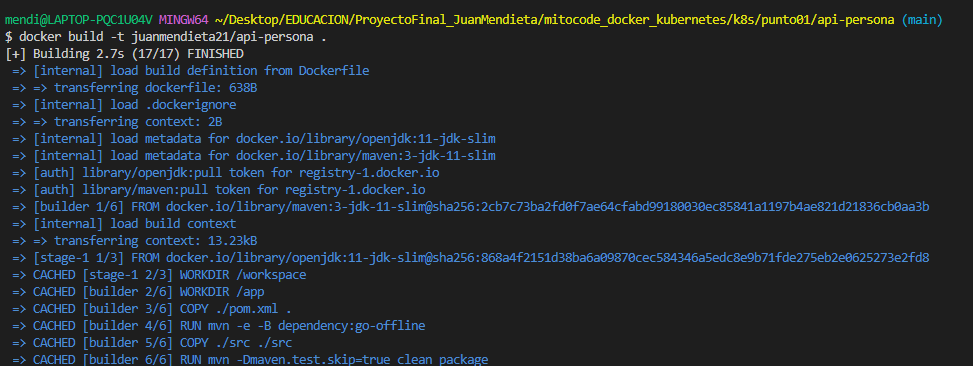 mendi@LAPTOP-PQC1U04V MINGW64 ~/Desktop/EDUCACION/ProyectoFinal_JuanMendieta/mitocode_docker_kubernetes/k8s/punto01/api-persona (main)
$ docker build -t juanmendieta21/api-persona .
[+] Building 2.7s (17/17) FINISHED
=> [internal] load build definition from Dockerfile
=> => transferring dockerfile: 638B
=> [internal] load .dockerignore
=> => transferring context: 2B
=> [internal] load metadata for docker.io/library/openjdk:11-jdk-slim
=> [internal] load metadata for docker.io/library/maven:3-jdk-11-slim
=> [auth] library/openjdk:pull token for registry-1.docker.io
=> [auth] library/maven:pull token for registry-1.docker.io
=> [builder 1/6] FROM docker.io/library/maven:3-jdk-11-slim@sha256:2cb7c73ba2fd0f7ae64cfabd99180030ec85841a1197b4ae821d21836cb0aa3b
=> [internal] load build context
=> => transferring context: 13.23kB
=> [stage-1 1/3] FROM docker.io/library/openjdk:11-jdk-slim@sha256:868a4f2151d38ba6a09870cec584346a5edc8e9b71fde275eb2e0625273e2fd8
=> CACHED [stage-1 2/3] WORKDIR /workspace
=> CACHED [builder 2/6] WORKDIR /app
=> CACHED [builder 3/6] COPY ./pom.xml .
=> CACHED [builder 4/6] RUN mvn -e -B dependency:go-offline
=> CACHED [builder 5/6] COPY ./src ./src
=> CACHED [builder 6/6] RUN mvn -Dmaven.test.skip=true clean package